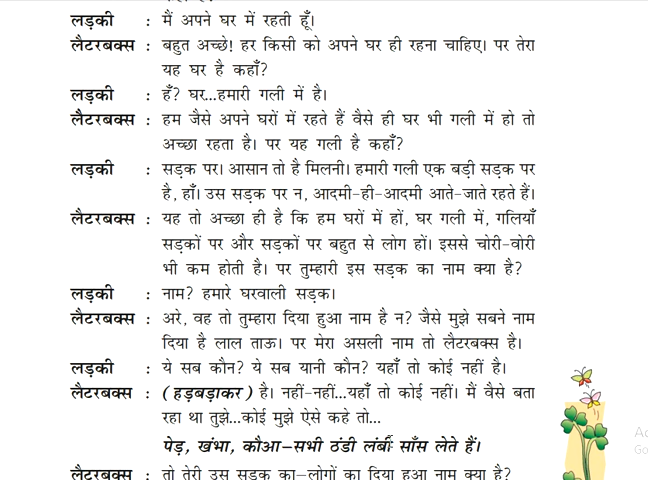 लड़की : मैं अपने घर में रहती हूँ।
लैटरबक्स : बहुत अच्छे! हर किसी को अपने घर ही रहना चाहिए। पर तेरा
यह घर है कहाँ?
लड़की : हँ? घर...हमारी गली में है।
लैटरबक्स : हम जैसे अपने घरों में रहते हैं वैसे ही घर भी गली में हो तो
अच्छा रहता है। पर यह गली है कहाँ?
लड़की : सड़क पर। आसान तो है मिलनी। हमारी गली एक बड़ी सड़क पर
है, हाँ। उस सड़क पर न, आदमी-ही-आदमी आते-जाते रहते हैं।
लैटरबक्स : यह तो अच्छा ही है कि हम घरों में हों, घर गली में, गलियाँ
सड़कों पर और सड़कों पर बहुत से लोग हों। इससे चोरी-वोरी
भी कम होती है। पर तुम्हारी इस सड़क का नाम क्या है?
लड़की : नाम? हमारे घरवाली सड़क।
लैटरबक्स : अरे, वह तो तुम्हारा दिया हुआ नाम है न? जैसे मुझे सबने नाम
दिया है लाल ताऊ। पर मेरा असली नाम तो लैटरबक्स है।
लड़की : ये सब कौन? ये सब यानी कौन? यहाँ तो कोई नहीं है।
लैटरबक्स : (हड़बड़ाकर) है। नहीं-नहीं...यहाँ तो कोई नहीं। मैं वैसे बता
रहा था तुझे...कोई मुझे ऐसे कहे तो...
पेड़, खंभा, कौआ–सभी ठंडी लंबी साँस लेते हैं।
लैटरबक्स : तो तेरी उस सड़क का–लोगों का दिया हुआ नाम क्या है?